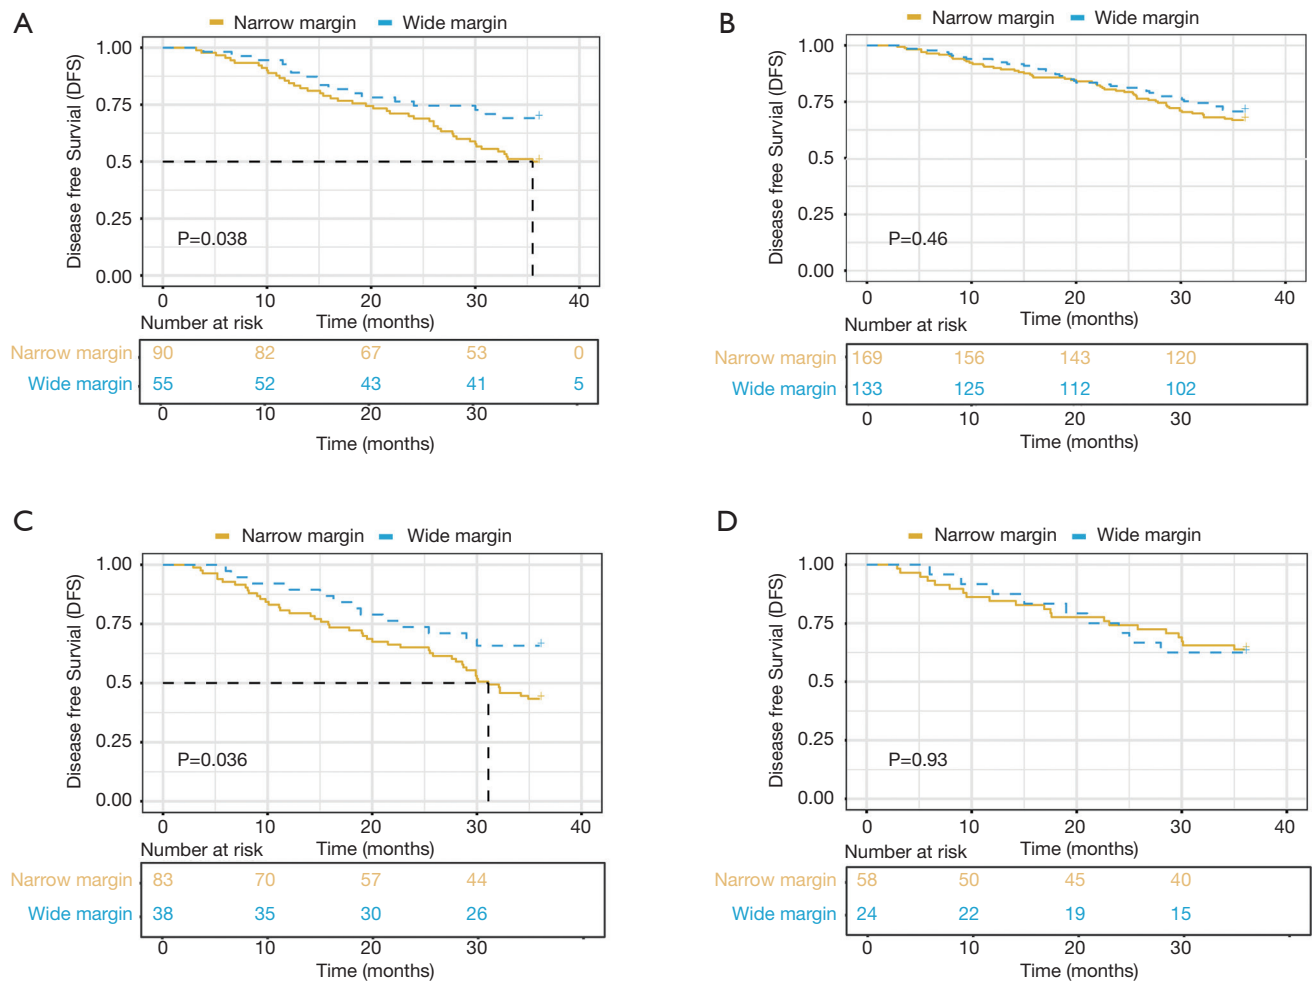 A
Narrow margin Wide margin
Disease free Survial (DFS)
1.00
0.75
0.5
0.25
0.00
P=0.038
0 10 20 30 40
Number at risk Time (months)
Narrow margin 90 82 67 53 0
Wide margin 55 52 43 41 5
0 10 20 30
Time (months)
B
Narrow margin Wide margin
Disease free Survial (DFS)
1.00
0.75
0.5
0.25
0.00
P=0.46
0 10 20 30 40
Time (months)
Number at risk
Narrow margin 169 156 143 120
Wide margin 133 125 112 102
0 10 20 30
Time (months)
C
Narrow margin Wide margin
Disease free Survial (DFS)
1.00
0.75
0.5
0.25
0.00
P=0.036
0 10 20 30 40
Number at risk Time (months)
Narrow margin 83 70 57 44
Wide margin 38 35 30 26
0 10 20 30
Time (months)
D
Narrow margin Wide margin
Disease free Survial (DFS)
1.00
0.75
0.5
0.25
0.00
P=0.93
0 10 20 30 40
Number at risk Time (months)
Narrow margin 58 50 45 40
Wide margin 24 22 19 15
0 10 20 30
Time (months)